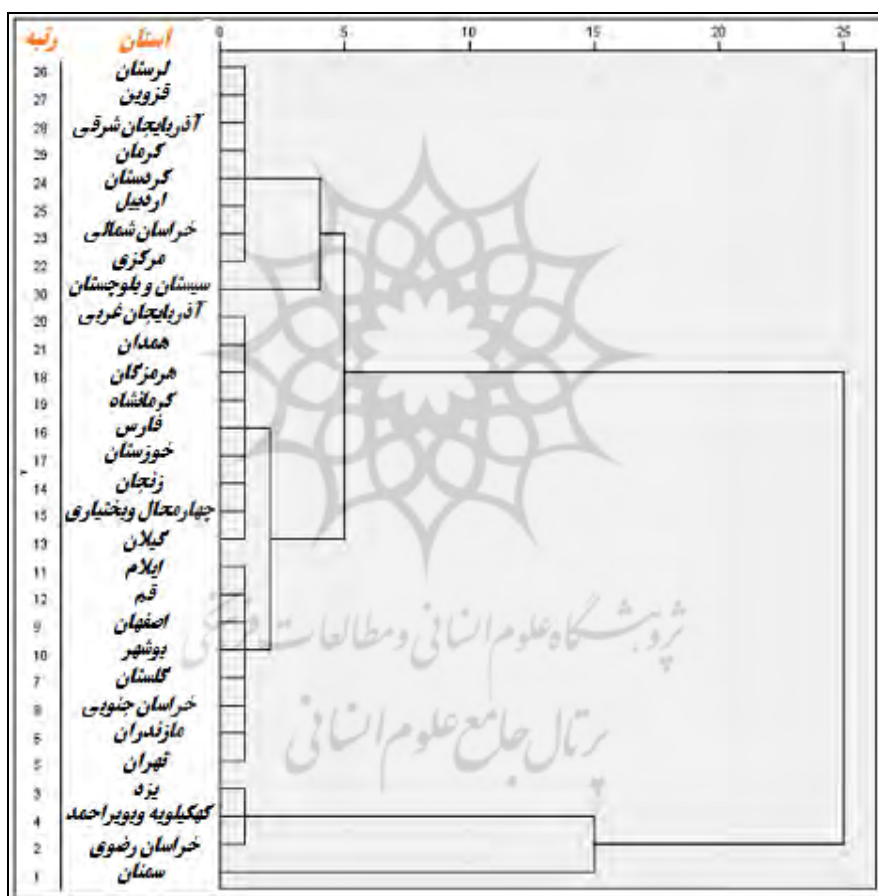 رتبه استان 0 5 10 15 20 25
26 لرستان
27 قزوین
28 آذربایجان شرقی
29 کرمان
24 کردستان
25 اردبیل
23 خراسان شمالی
22 مرکزی
30 سیستان و بلوچستان
20 آذربایجان غربی
21 همدان
18 هرمزگان
19 کرمانشاه
16 فارس
17 خوزستان
14 زنجان
15 چهارمحال وبختیاری
13 گیلان
11 ایلام
12 قم
9 اصفهان
10 بوشهر
7 گلستان
8 خراسان جنوبی
6 مازندران
5 تهران
3 یزد
4 کهکیلویه وبویراحمد
2 خراسان رضوی
1 سمنان
پژوهشگاه علوم انسانی و مطالعات فرهنگی
پرتال جامع علوم انسانی